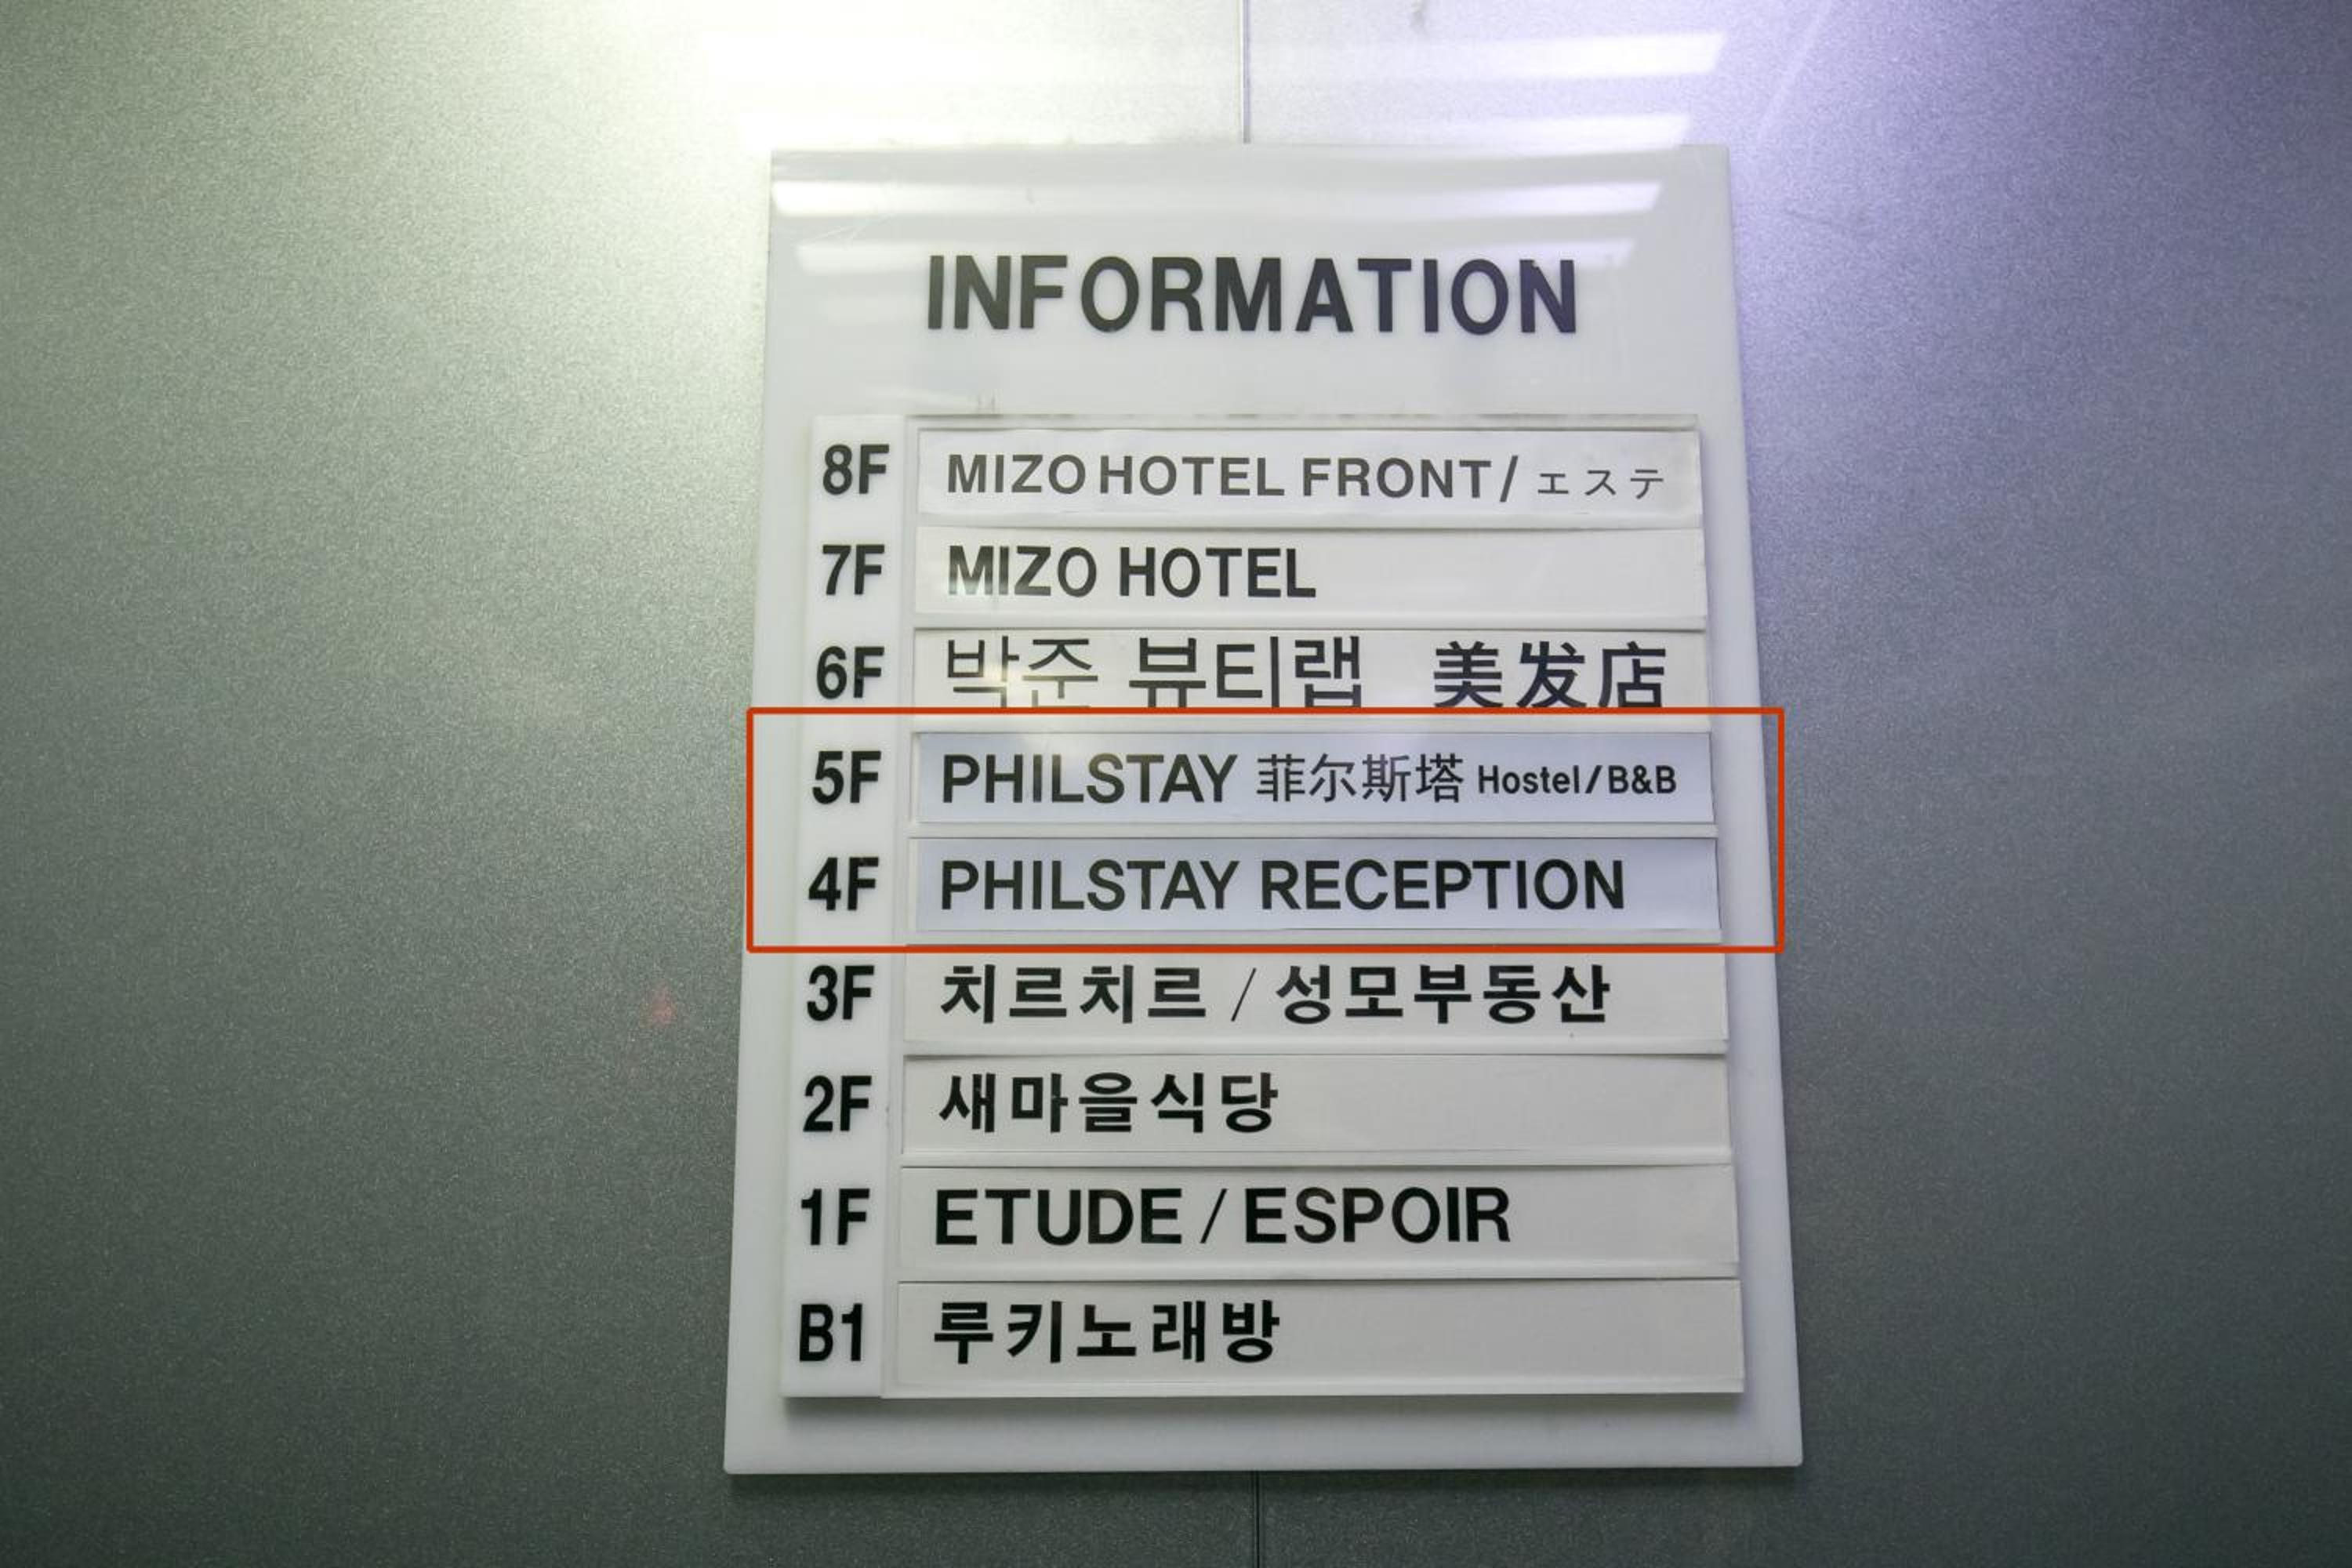 INFORMATION
8F MIZO HOTEL FRONT / エステ
7F MIZO HOTEL
6F 박준 뷰티랩 美发店
5F PHILSTAY 菲尔斯塔 Hostel/B&B
4F PHILSTAY RECEPTION
3F 치르치르 / 성모부동산
2F 새마을식당
1F ETUDE / ESPOIR
B1 루키노래방